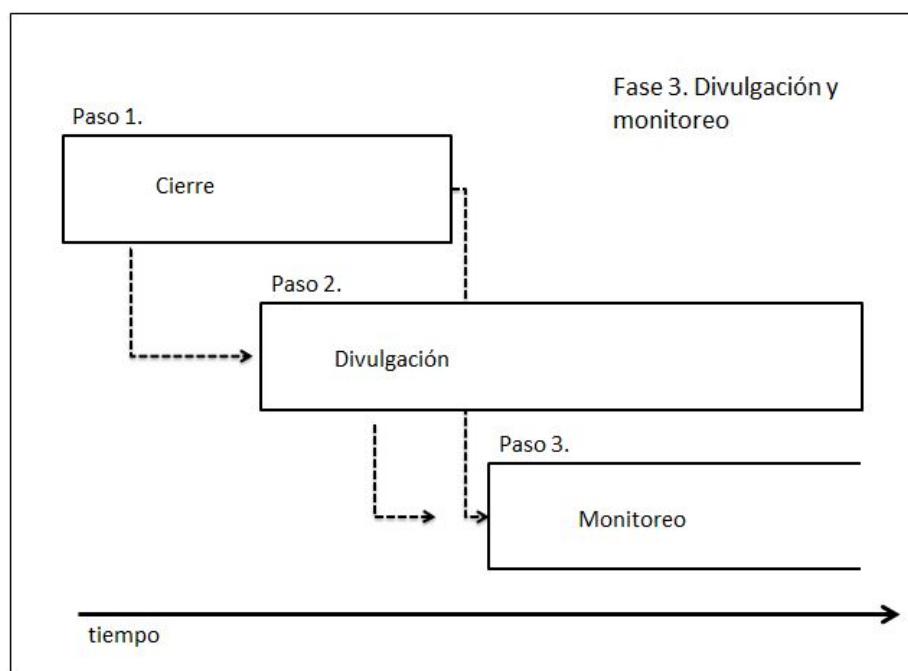 Fase 3. Divulgación y
monitoreo
Paso 1.
Cierre
Paso 2.
Divulgación
Paso 3.
Monitoreo
tiempo